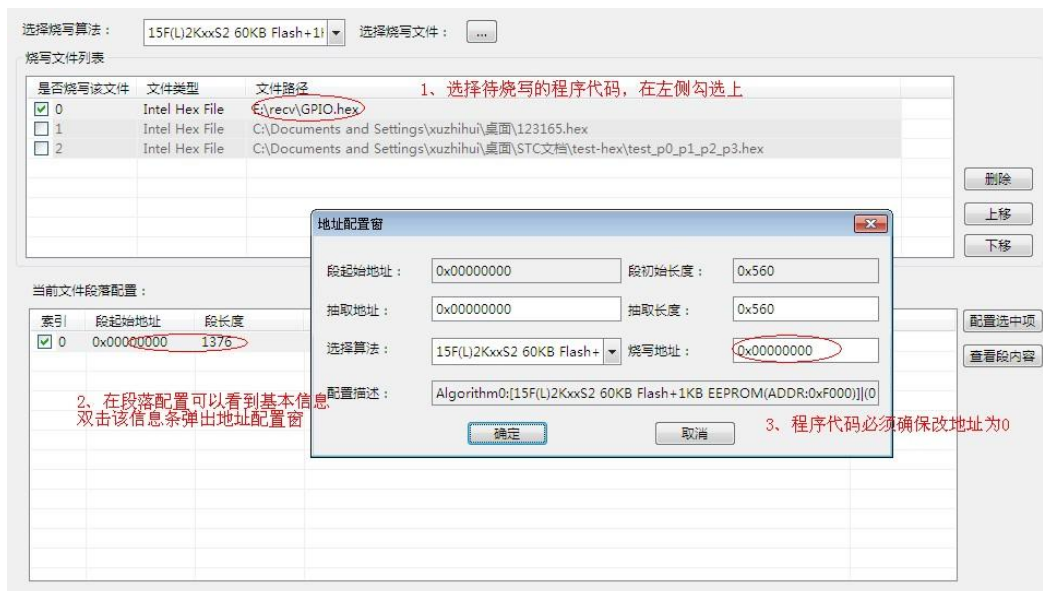 选择烧写算法： 15F(L)2KxxS2 60KB Flash+1 选择烧写文件： ...
烧写文件列表
是否烧写该文件 文件类型 文件路径
1、选择待烧写的程序代码，在左侧勾选上
0 Intel Hex File E:\recv\GPIO.hex
1 Intel Hex File C:\Documents and Settings\xuzhihui\桌面\123165.hex
2 Intel Hex File C:\Documents and Settings\xuzhihui\桌面\STC文档\test-hex\test_p0_p1_p2_p3.hex
删除
上移
下移
地址配置窗
段起始地址： 0x00000000 段初始长度： 0x560
抽取地址： 0x00000000 抽取长度： 0x560
选择算法： 15F(L)2KxxS2 60KB Flash+ 烧写地址： 0x00000000
配置描述： Algorithm0:[15F(L)2KxxS2 60KB Flash+1KB EEPROM(ADDR:0xF000)]|(0
确定 取消
当前文件段落配置：
索引 段起始地址 段长度
0 0x00000000 1376
配置选中项
查看段内容
2、在段落配置可以看到基本信息
双击该信息条弹出地址配置窗
3、程序代码必须确保改地址为0